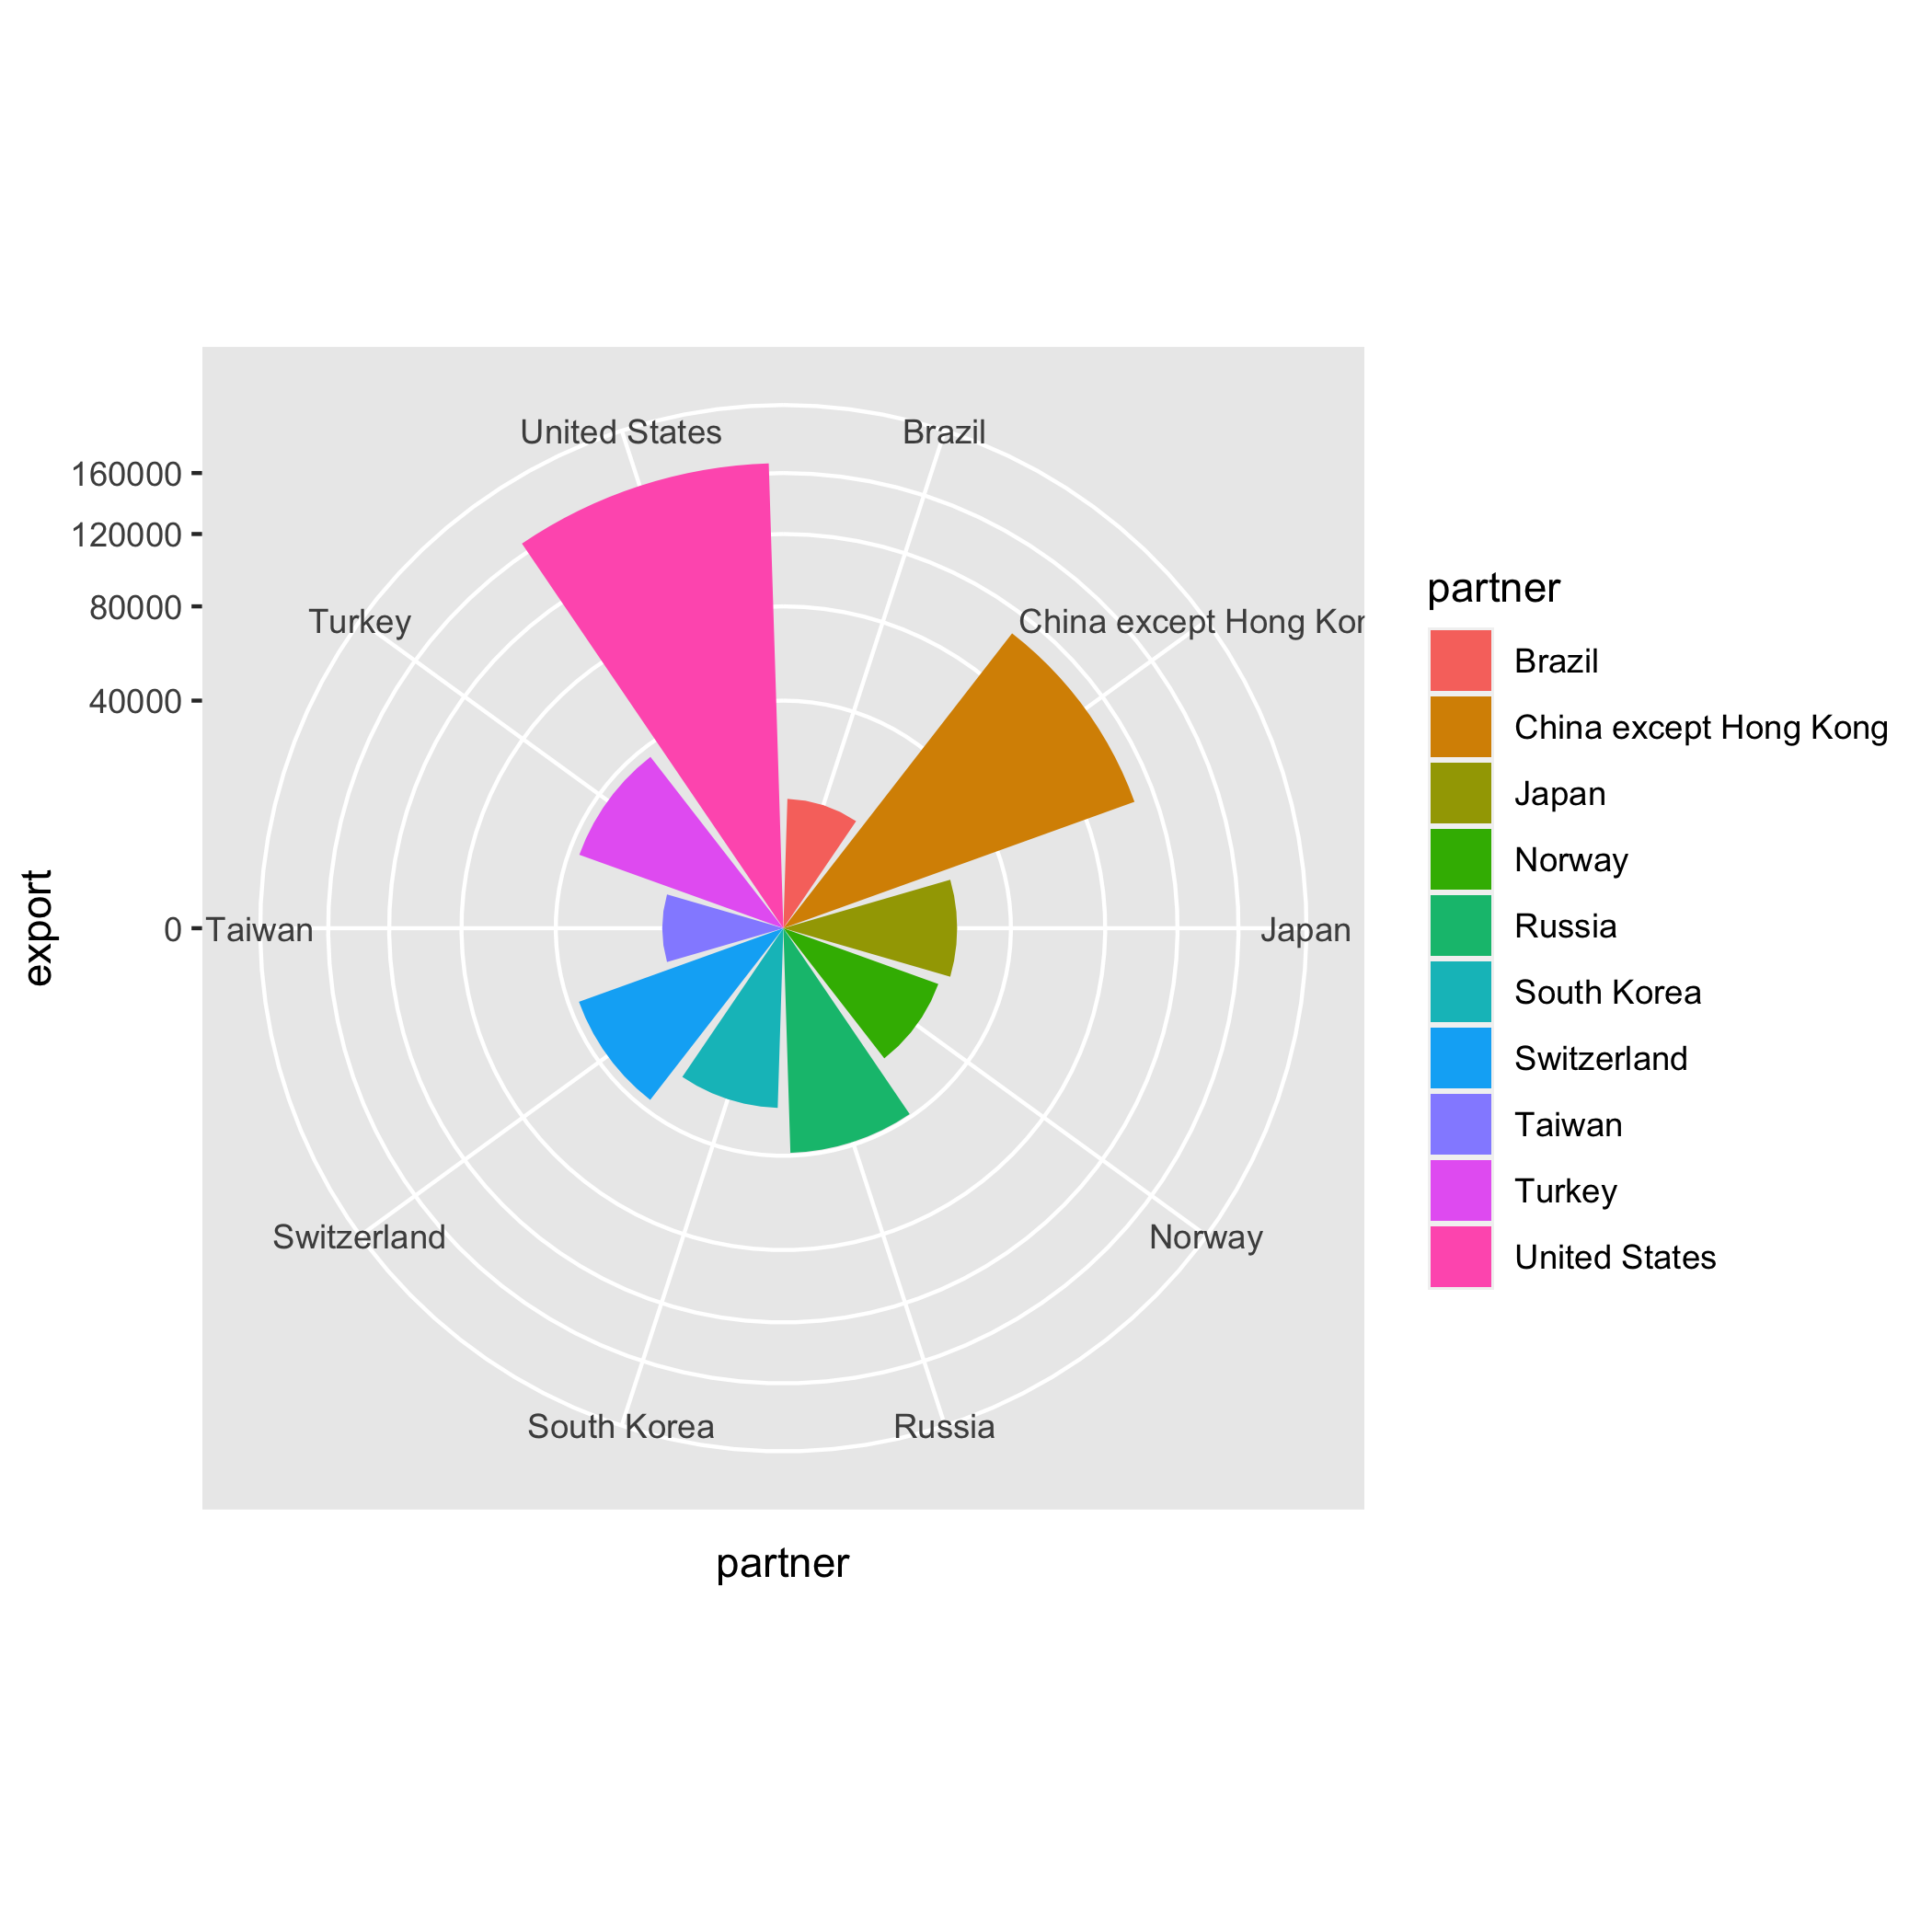 United States
Brazil
160000
120000
Turkey
China except Hong Kon
80000
40000
0
Taiwan
Japan
export
Switzerland
Norway
South Korea
Russia
partner
partner
Brazil
China except Hong Kong
Japan
Norway
Russia
South Korea
Switzerland
Taiwan
Turkey
United States